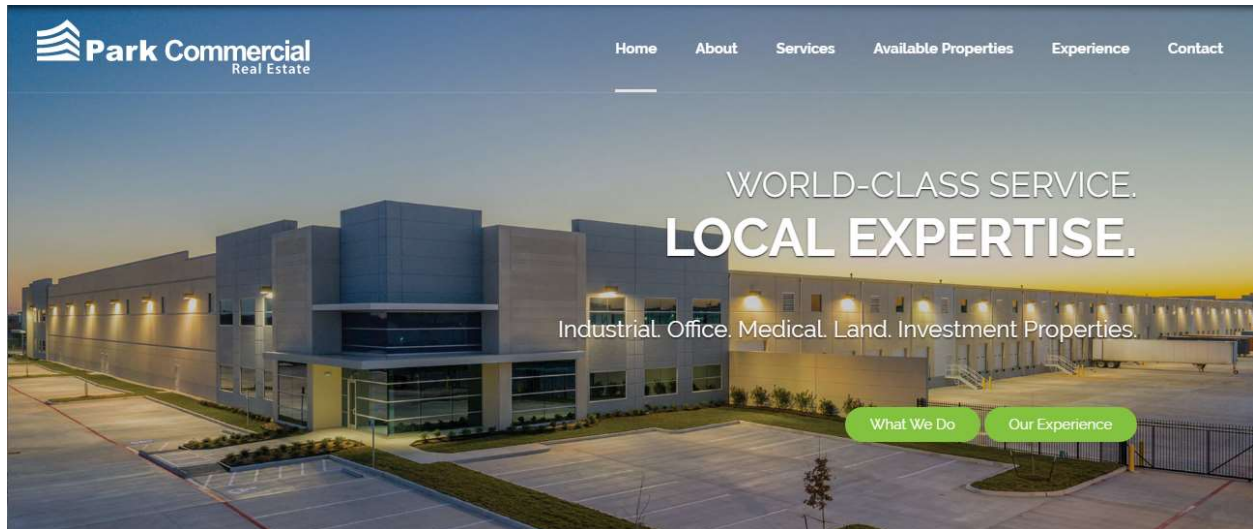 Park Commercial
Real Estate
Home About Services Available Properties Experience Contact
WORLD-CLASS SERVICE.
LOCAL EXPERTISE.
Industrial. Office. Medical. Land. Investment Properties.
What We Do Our Experience